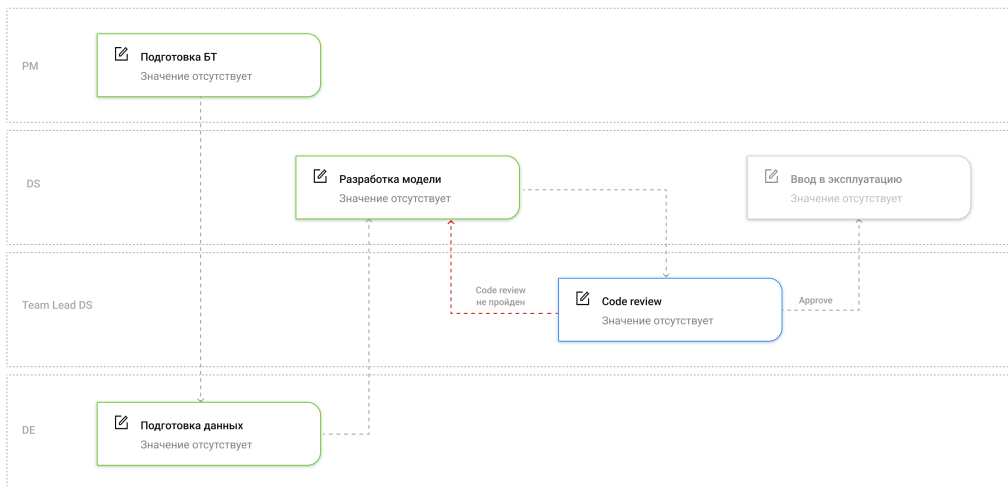 PM
Подготовка БТ
Значение отсутствует
DS
Разработка модели
Значение отсутствует
Ввод в эксплуатацию
Значение отсутствует
Team Lead DS
Code review
не пройден
Code review
Значение отсутствует
Approve
DE
Подготовка данных
Значение отсутствует